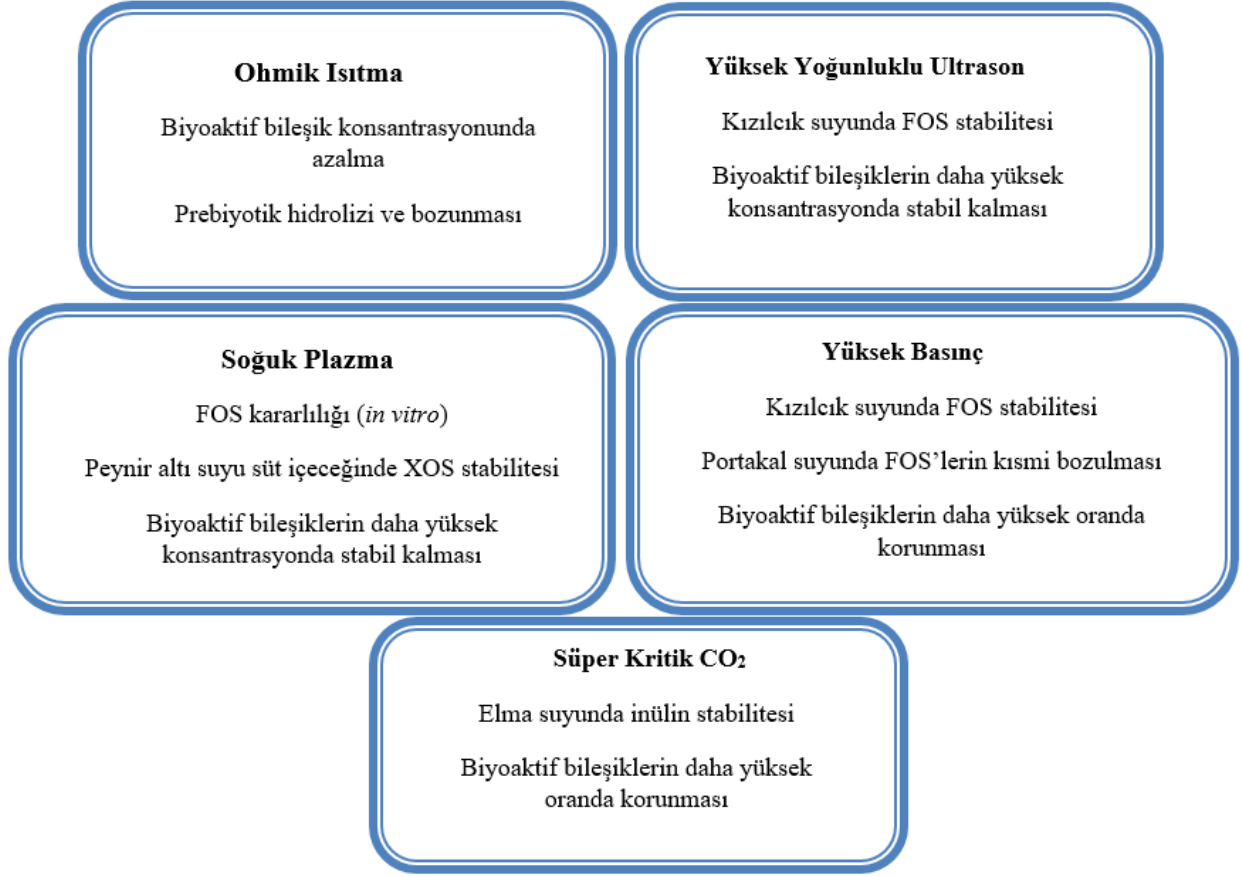 Ohmik Isıtma
Biyoaktif bileşik konsantrasyonunda
azalma
Prebiyotik hidrolizi ve bozunması
Yüksek Yoğunluklu Ultrason
Kızılcık suyunda FOS stabilitesi
Biyoaktif bileşiklerin daha yüksek
konsantrasyonda stabil kalması
Soğuk Plazma
FOS kararlılığı (in vitro)
Peynir altı suyu süt içeceğinde XOS stabilitesi
Biyoaktif bileşiklerin daha yüksek
konsantrasyonda stabil kalması
Yüksek Basınç
Kızılcık suyunda FOS stabilitesi
Portakal suyunda FOS’lerin kısmi bozulması
Biyoaktif bileşiklerin daha yüksek oranda
korunması
Süper Kritik CO₂
Elma suyunda inülin stabilitesi
Biyoaktif bileşiklerin daha yüksek
oranda korunması